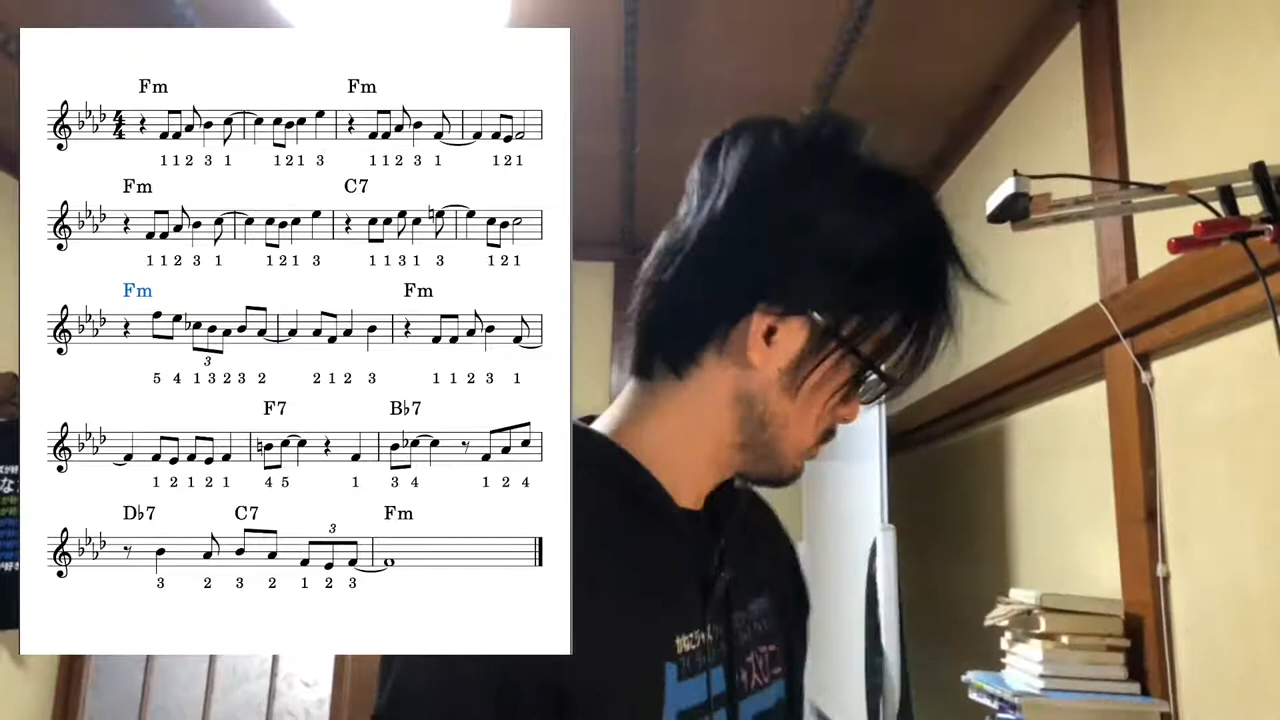 Fm Fm
4
4
1 1 2 3 1 1 2 1 3 1 1 2 3 1 1 2 1
Fm C7
1 1 2 3 1 1 2 1 3 1 1 3 1 3 1 2 1
Fm Fm
3
5 4 1 3 2 3 2 2 1 2 3 1 1 2 3 1
F7 B♭7
1 2 1 2 1 4 5 1 3 4 1 2 4
D♭7 C7 Fm
3
3 2 3 2 1 2 3